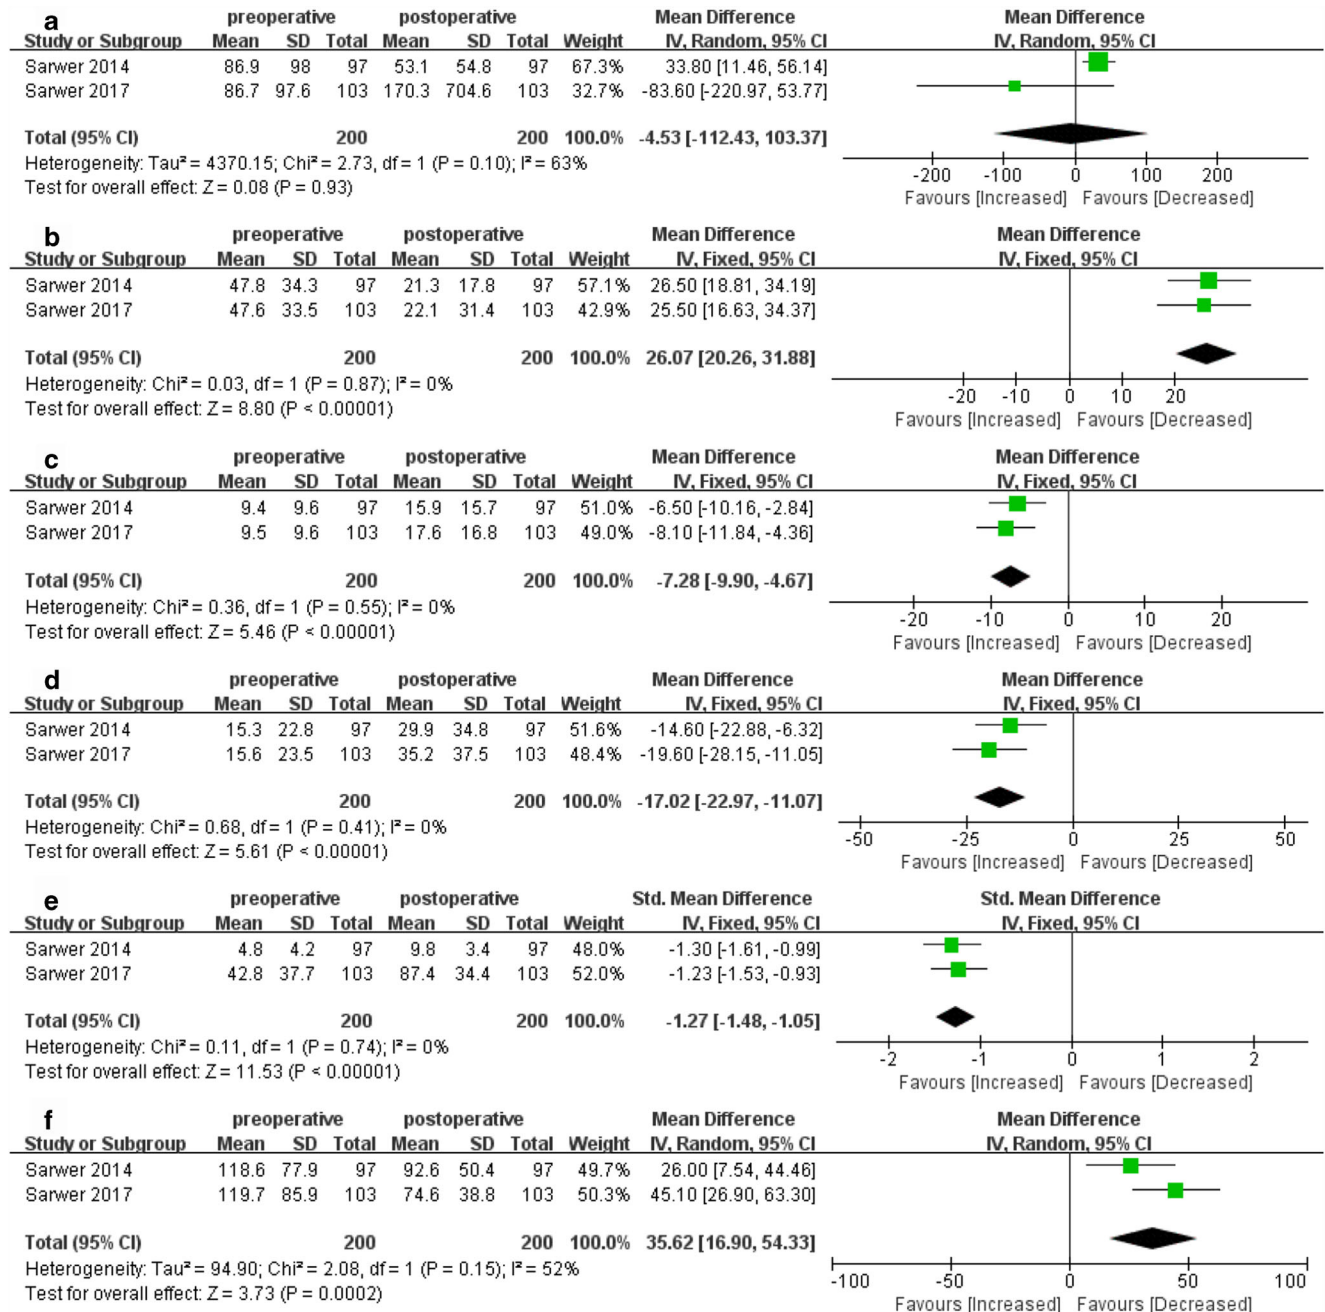 a
preoperative postoperative Mean Difference Mean Difference
Study or Subgroup Mean SD Total Mean SD Total Weight IV, Random, 95% CI IV, Random, 95% CI
Sarwer 2014 86.9 98 97 53.1 54.8 97 67.3% 33.80 [11.46, 56.14]
Sarwer 2017 86.7 97.6 103 170.3 704.6 103 32.7% -83.60 [-220.97, 53.77]
Total (95% CI) 200 200 100.0% -4.53 [-112.43, 103.37]
Heterogeneity: Tau² = 4370.15; Chi² = 2.73, df = 1 (P = 0.10); I² = 63%
Test for overall effect: Z = 0.08 (P = 0.93)
-200 -100 0 100 200
Favours [Increased] Favours [Decreased]
b
preoperative postoperative Mean Difference Mean Difference
Study or Subgroup Mean SD Total Mean SD Total Weight IV, Fixed, 95% CI IV, Fixed, 95% CI
Sarwer 2014 47.8 34.3 97 21.3 17.8 97 57.1% 26.50 [18.81, 34.19]
Sarwer 2017 47.6 33.5 103 22.1 31.4 103 42.9% 25.50 [16.63, 34.37]
Total (95% CI) 200 200 100.0% 26.07 [20.26, 31.88]
Heterogeneity: Chi² = 0.03, df = 1 (P = 0.87); I² = 0%
Test for overall effect: Z = 8.80 (P < 0.00001)
-20 -10 0 10 20
Favours [Increased] Favours [Decreased]
c
preoperative postoperative Mean Difference Mean Difference
Study or Subgroup Mean SD Total Mean SD Total Weight IV, Fixed, 95% CI IV, Fixed, 95% CI
Sarwer 2014 9.4 9.6 97 15.9 15.7 97 51.0% -6.50 [-10.16, -2.84]
Sarwer 2017 9.5 9.6 103 17.6 16.8 103 49.0% -8.10 [-11.84, -4.36]
Total (95% CI) 200 200 100.0% -7.28 [-9.90, -4.67]
Heterogeneity: Chi² = 0.36, df = 1 (P = 0.55); I² = 0%
Test for overall effect: Z = 5.46 (P < 0.00001)
-20 -10 0 10 20
Favours [Increased] Favours [Decreased]
d
preoperative postoperative Mean Difference Mean Difference
Study or Subgroup Mean SD Total Mean SD Total Weight IV, Fixed, 95% CI IV, Fixed, 95% CI
Sarwer 2014 15.3 22.8 97 29.9 34.8 97 51.6% -14.60 [-22.88, -6.32]
Sarwer 2017 15.6 23.5 103 35.2 37.5 103 48.4% -19.60 [-28.15, -11.05]
Total (95% CI) 200 200 100.0% -17.02 [-22.97, -11.07]
Heterogeneity: Chi² = 0.68, df = 1 (P = 0.41); I² = 0%
Test for overall effect: Z = 5.61 (P < 0.00001)
-50 -25 0 25 50
Favours [Increased] Favours [Decreased]
e
preoperative postoperative Std. Mean Difference Std. Mean Difference
Study or Subgroup Mean SD Total Mean SD Total Weight IV, Fixed, 95% CI IV, Fixed, 95% CI
Sarwer 2014 4.8 4.2 97 9.8 3.4 97 48.0% -1.30 [-1.61, -0.99]
Sarwer 2017 42.8 37.7 103 87.4 34.4 103 52.0% -1.23 [-1.53, -0.93]
Total (95% CI) 200 200 100.0% -1.27 [-1.48, -1.05]
Heterogeneity: Chi² = 0.11, df = 1 (P = 0.74); I² = 0%
Test for overall effect: Z = 11.53 (P < 0.00001)
-2 -1 0 1 2
Favours [Increased] Favours [Decreased]
f
preoperative postoperative Mean Difference Mean Difference
Study or Subgroup Mean SD Total Mean SD Total Weight IV, Random, 95% CI IV, Random, 95% CI
Sarwer 2014 118.6 77.9 97 92.6 50.4 97 49.7% 26.00 [7.54, 44.46]
Sarwer 2017 119.7 85.9 103 74.6 38.8 103 50.3% 45.10 [26.90, 63.30]
Total (95% CI) 200 200 100.0% 35.62 [16.90, 54.33]
Heterogeneity: Tau² = 94.90; Chi² = 2.08, df = 1 (P = 0.15); I² = 52%
Test for overall effect: Z = 3.73 (P = 0.0002)
-100 -50 0 50 100
Favours [Increased] Favours [Decreased]